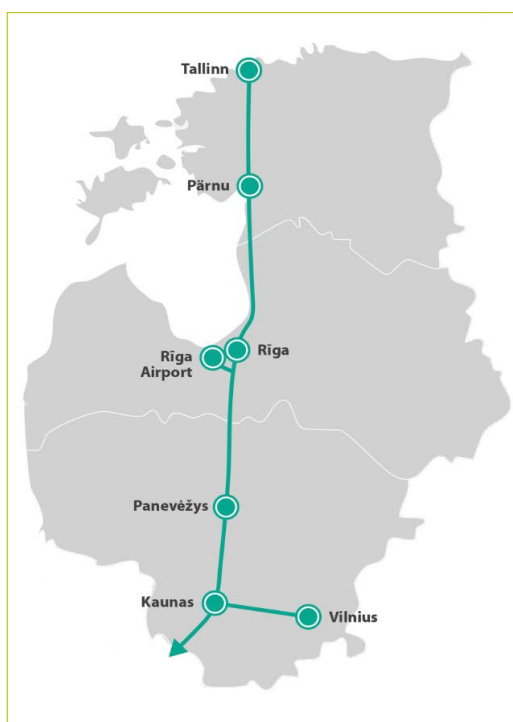 Tallinn
Pärnu
Rīga
Rīga
Airport
Panevėžys
Kaunas
Vilnius